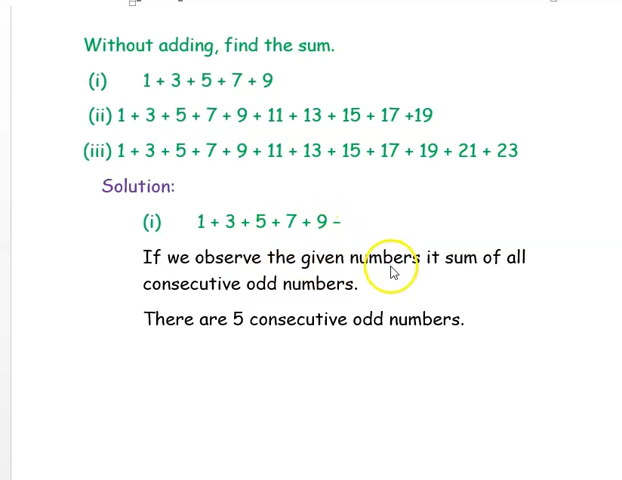 Without adding, find the sum.
(i) 1 + 3 + 5 + 7 + 9
(ii) 1 + 3 + 5 + 7 + 9 + 11 + 13 + 15 + 17 +19
(iii) 1 + 3 + 5 + 7 + 9 + 11 + 13 + 15 + 17 + 19 + 21 + 23
Solution:
(i) 1 + 3 + 5 + 7 + 9 –
If we observe the given numbers it sum of all
consecutive odd numbers.
There are 5 consecutive odd numbers.